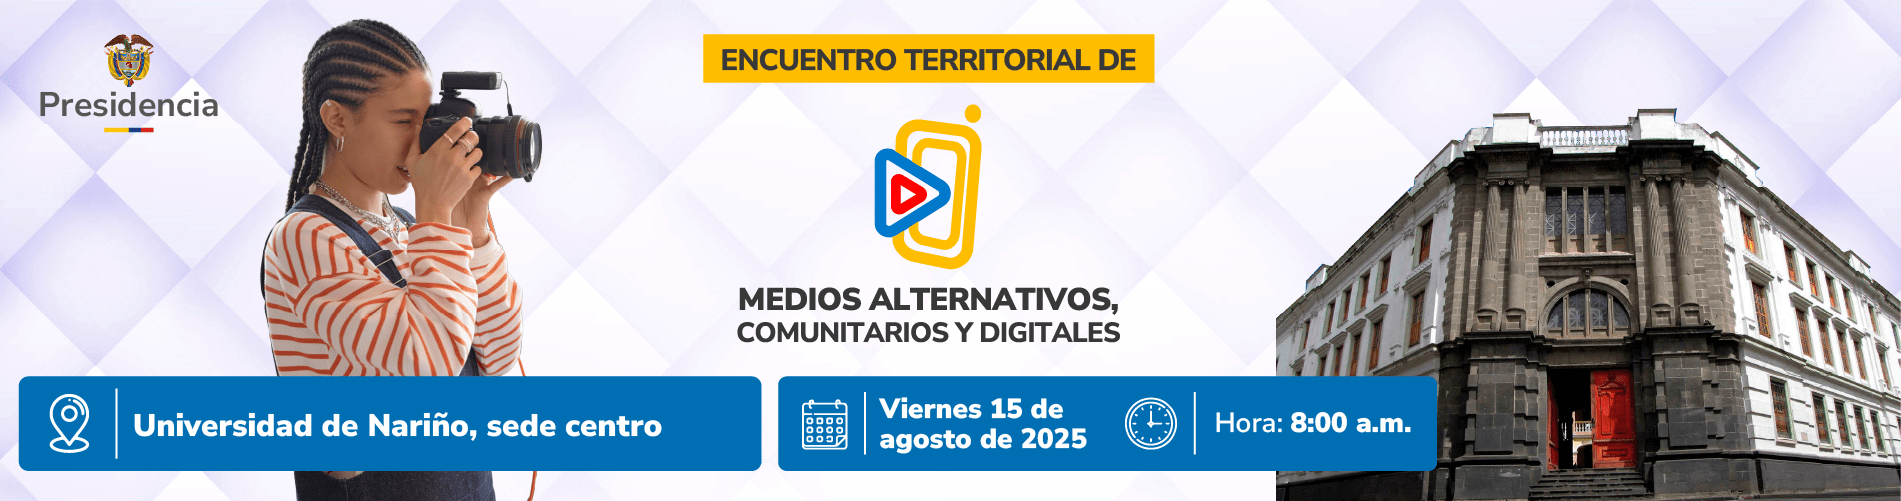 Presidencia
ENCUENTRO TERRITORIAL DE
MEDIOS ALTERNATIVOS,
COMUNITARIOS Y DIGITALES
Universidad de Nariño, sede centro
Viernes 15 de
agosto de 2025
Hora: 8:00 a.m.